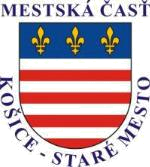 MESTSKÁ ČASŤ
KOŠICE - STARÉ MESTO